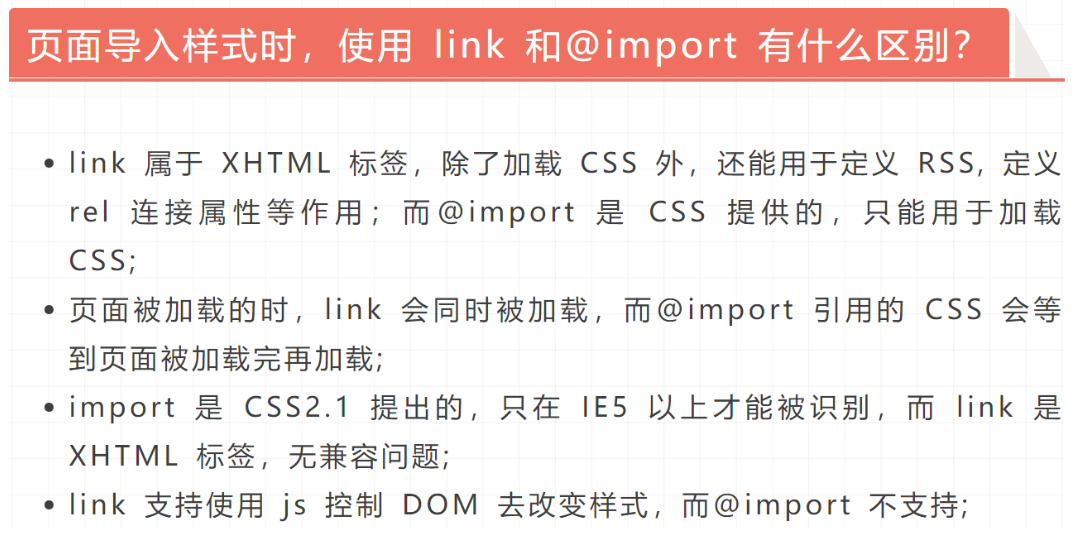 页面导入样式时，使用 link 和@import 有什么区别？
• link 属于 XHTML 标签，除了加载 CSS 外，还能用于定义 RSS, 定义
rel 连接属性等作用；而@import 是 CSS 提供的，只能用于加载
CSS;
• 页面被加载的时，link 会同时被加载，而@import 引用的 CSS 会等
到页面被加载完再加载;
• import 是 CSS2.1 提出的，只在 IE5 以上才能被识别，而 link 是
XHTML 标签，无兼容问题;
• link 支持使用 js 控制 DOM 去改变样式，而@import 不支持;